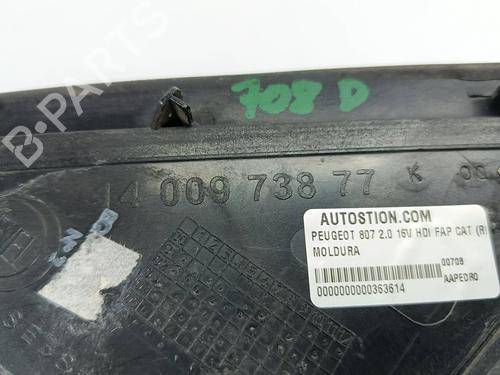 708 D
14 009 738 77 K
AUTOSTION.COM
PEUGEOT 807 2.0 16V HDI FAP CAT (R
MOLDURA
00708
AAPEDRO
0000000000363614
B-PARTS